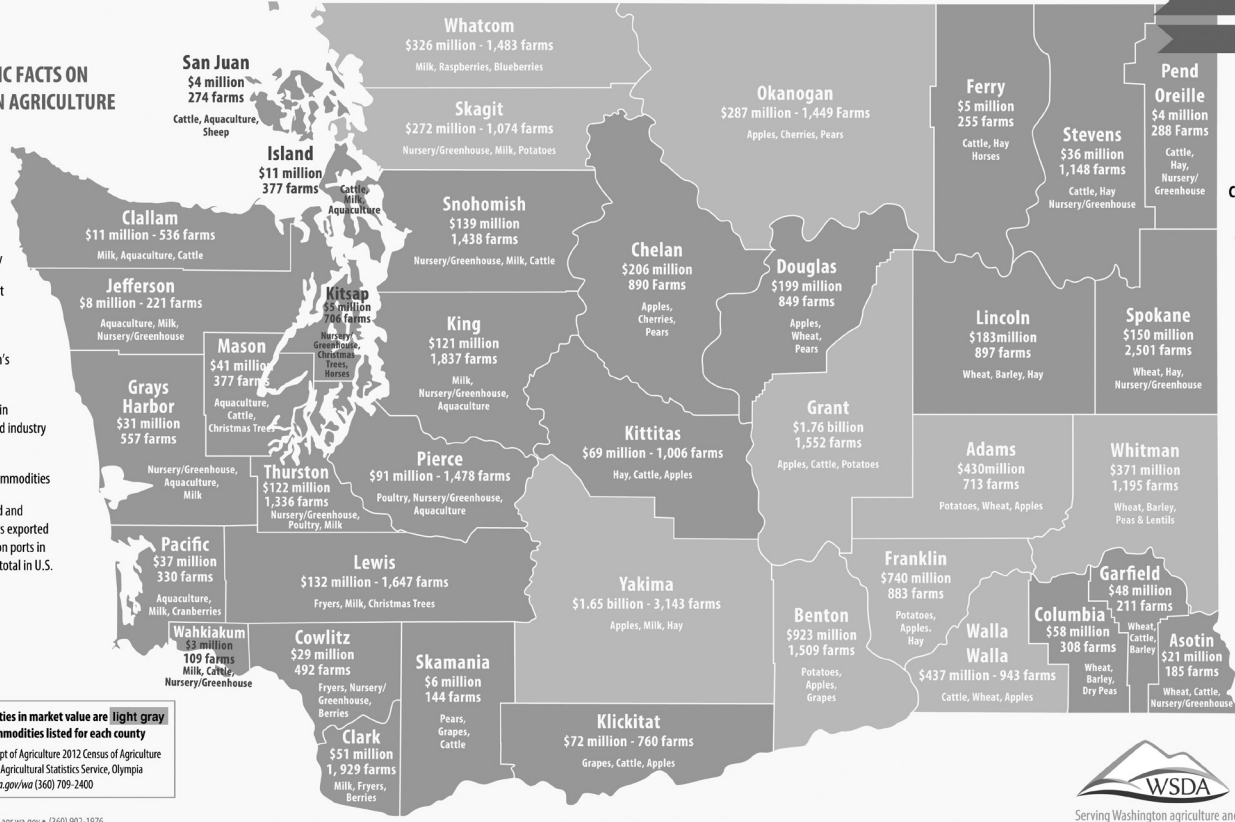 IC FACTS ON
N AGRICULTURE
San Juan
$4 million
274 farms
Cattle, Aquaculture,
Sheep
Island
$11 million
377 farms
Cattle,
Milk,
Aquaculture
Whatcom
$326 million - 1,483 farms
Milk, Raspberries, Blueberries
Skagit
$272 million - 1,074 farms
Nursery/Greenhouse, Milk, Potatoes
Snohomish
$139 million
1,438 farms
Nursery/Greenhouse, Milk, Cattle
Okanogan
$287 million - 1,449 Farms
Apples, Cherries, Pears
Ferry
$5 million
255 farms
Cattle, Hay
Horses
Stevens
$36 million
1,148 farms
Cattle, Hay
Nursery/Greenhouse
Pend
Oreille
$4 million
288 Farms
Cattle,
Hay,
Nursery/
Greenhouse
Clallam
$11 million - 536 farms
Milk, Aquaculture, Cattle
Jefferson
$8 million - 221 farms
Aquaculture, Milk,
Nursery/Greenhouse
Kitsap
$5 million
706 farms
Nursery/
Greenhouse,
Christmas
Trees,
Horses
King
$121 million
1,837 farms
Milk,
Nursery/Greenhouse,
Aquaculture
Chelan
$206 million
890 Farms
Apples,
Cherries,
Pears
Douglas
$199 million
849 farms
Apples,
Wheat,
Pears
Lincoln
$183million
897 farms
Wheat, Barley, Hay
Spokane
$150 million
2,501 farms
Wheat, Hay,
Nursery/Greenhouse
Mason
$41 million
377 farms
Aquaculture,
Cattle,
Christmas Trees
Grays
Harbor
$31 million
557 farms
Nursery/Greenhouse,
Aquaculture,
Milk
Thurston
$122 million
1,336 farms
Nursery/Greenhouse,
Poultry, Milk
Pierce
$91 million - 1,478 farms
Poultry, Nursery/Greenhouse,
Aquaculture
Kittitas
$69 million - 1,006 farms
Hay, Cattle, Apples
Grant
$1.76 billion
1,552 farms
Apples, Cattle, Potatoes
Adams
$430million
713 farms
Potatoes, Wheat, Apples
Whitman
$371 million
1,195 farms
Wheat, Barley,
Peas & Lentils
Pacific
$37 million
330 farms
Aquaculture,
Milk, Cranberries
Lewis
$132 million - 1,647 farms
Fryers, Milk, Christmas Trees
Yakima
$1.65 billion - 3,143 farms
Apples, Milk, Hay
Benton
$923 million
1,509 farms
Potatoes,
Apples,
Grapes
Franklin
$740 million
883 farms
Potatoes,
Apples.
Hay
Walla
Walla
$437 million - 943 farms
Cattle, Wheat, Apples
Columbia
$58 million
308 farms
Wheat,
Barley,
Dry Peas
Garfield
$48 million
211 farms
Wheat,
Cattle,
Barley
Asotin
$21 million
185 farms
Wheat, Cattle,
Nursery/Greenhouse
Wahkiakum
$3 million
109 farms
Milk, Cattle,
Nursery/Greenhouse
Cowlitz
$29 million
492 farms
Fryers, Nursery/
Greenhouse,
Berries
Clark
$51 million
1, 929 farms
Milk, Fryers,
Berries
Skamania
$6 million
144 farms
Pears,
Grapes,
Cattle
Klickitat
$72 million - 760 farms
Grapes, Cattle, Apples
n's
in
d industry
mmodities
d and
s exported
on ports in
total in U.S.
ties in market value are light gray
mmodities listed for each county
pt of Agriculture 2012 Census of Agriculture
Agricultural Statistics Service, Olympia
a.gov/wa (360) 709-2400
agr.wa.gov • (360) 902-1976
WSDA
Serving Washington agriculture and